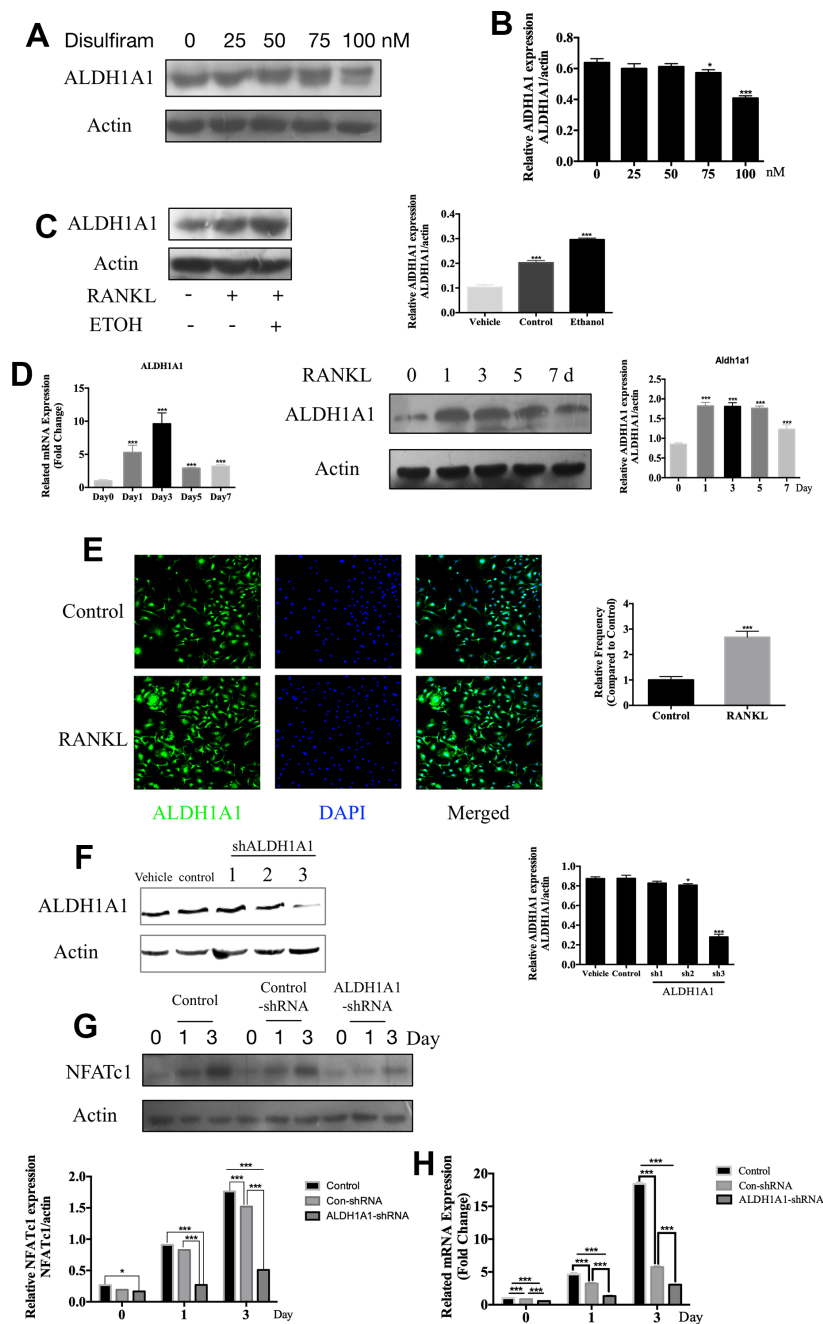 A
Disulfiram 0 25 50 75 100 nM
ALDH1A1
Actin
B
Relative AlDH1A1 expression
ALDH1A1/actin
0.8
0.6
0.4
0.2
0.0
*
***
0 25 50 75 100 nM
C
ALDH1A1
Actin
RANKL - + +
ETOH - - +
Relative AlDH1A1 expression
ALDH1A1/actin
0.4
0.3
0.2
0.1
0.0
***
***
Vehicle Control Ethanol
D
ALDH1A1
Related mRNA Expression
(Fold Change)
15
10
5
0
***
***
***
***
Day0 Day1 Day3 Day5 Day7
RANKL 0 1 3 5 7 d
ALDH1A1
Actin
Aldh1a1
Relative AlDH1A1 expression
ALDH1A1/actin
2.5
2.0
1.5
1.0
0.5
0.0
***
***
***
***
0 1 3 5 7 Day
E
Control
RANKL
ALDH1A1 DAPI Merged
Relative Frequency
(Compared to Control)
4
3
2
1
0
***
Control RANKL
F
shALDH1A1
Vehicle control 1 2 3
ALDH1A1
Actin
Relative AlDH1A1 expression
ALDH1A1/actin
1.0
0.8
0.6
0.4
0.2
0.0
*
***
Vehicle Control sh1 sh2 sh3
ALDH1A1
G
Control
Control
-shRNA
ALDH1A1
-shRNA
0 1 3 0 1 3 0 1 3 Day
NFATc1
Actin
Relative NFATc1 expression
NFATc1/actin
2.0
1.5
1.0
0.5
0.0
*
***
***
***
***
***
0 1 3 Day
Control
Con-shRNA
ALDH1A1-shRNA
H
Related mRNA Expression
(Fold Change)
20
15
10
5
0
***
***
***
***
***
***
***
***
***
0 1 3 Day
Control
Con-shRNA
ALDH1A1-shRNA